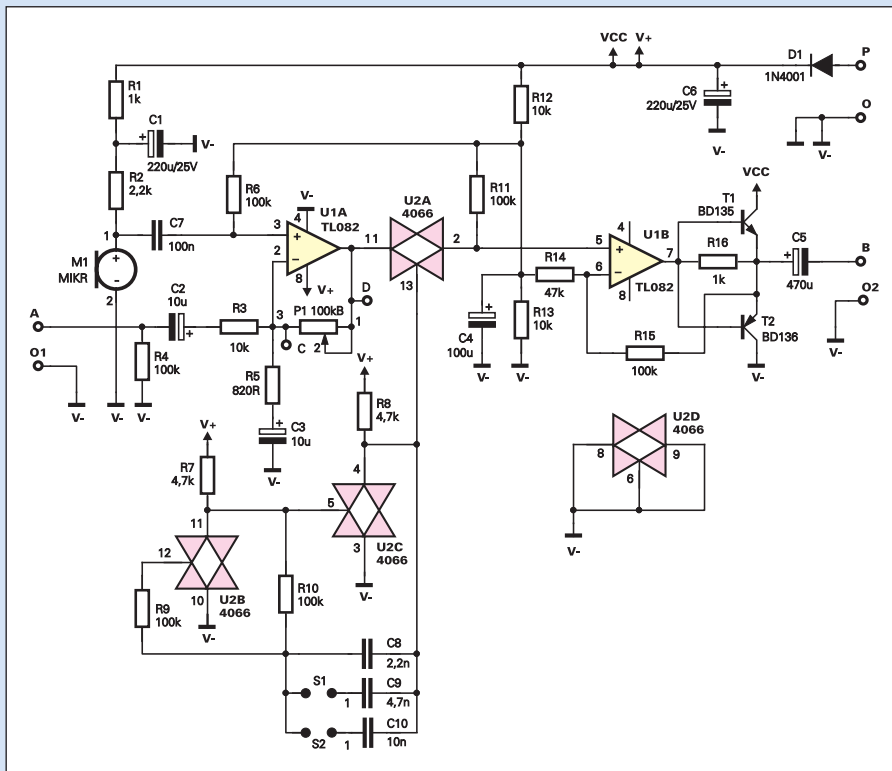 VCC V+
D1
1N4001
P
O
R1
1k
C1
+
220u/25V
V-
R2
2,2k
R12
10k
C6
220u/25V
+
V-
V-
R6
100k
V-
4
U1A
TL082
U2A
4066
R11
100k
VCC
T1
BD135
C7
100n
1
3
+
2
−
8
V+
11
2
13
4
U1B
5
+
6
−
7
8
TL082
R14
47k
R16
1k
C5
+
470u
B
M1
MIKR
+
-
2
C2
10u
+
R3
10k
3
P1 100kB
1
2
C
D
A
O1
R4
100k
V-
V-
V-
C4
100u
+
V-
R13
10k
V-
R15
100k
T2
BD136
V-
O2
V-
R5
820R
+
C3
10u
V-
V+
R8
4,7k
V+
R7
4,7k
4
5
3
U2C
4066
V-
U2D
4066
8
9
6
V-
11
12
10
U2B
4066
V-
R9
100k
R10
100k
C8
2,2n
S1
1
C9
4,7n
S2
1
C10
10n